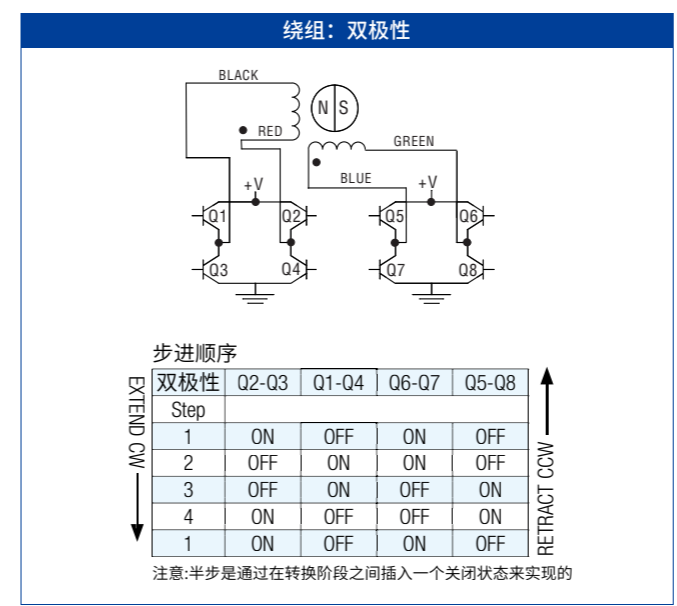 绕组：双极性
BLACK
N S
RED
GREEN
BLUE
+V +V
Q1 Q2 Q5 Q6
Q3 Q4 Q7 Q8
步进顺序
双极性 Q2-Q3 Q1-Q4 Q6-Q7 Q5-Q8
Step
1 ON OFF ON OFF
2 OFF ON ON OFF
3 OFF ON OFF ON
4 ON OFF OFF ON
1 ON OFF ON OFF
EXTEND CW
RETRACT CCW
注意:半步是通过在转换阶段之间插入一个关闭状态来实现的